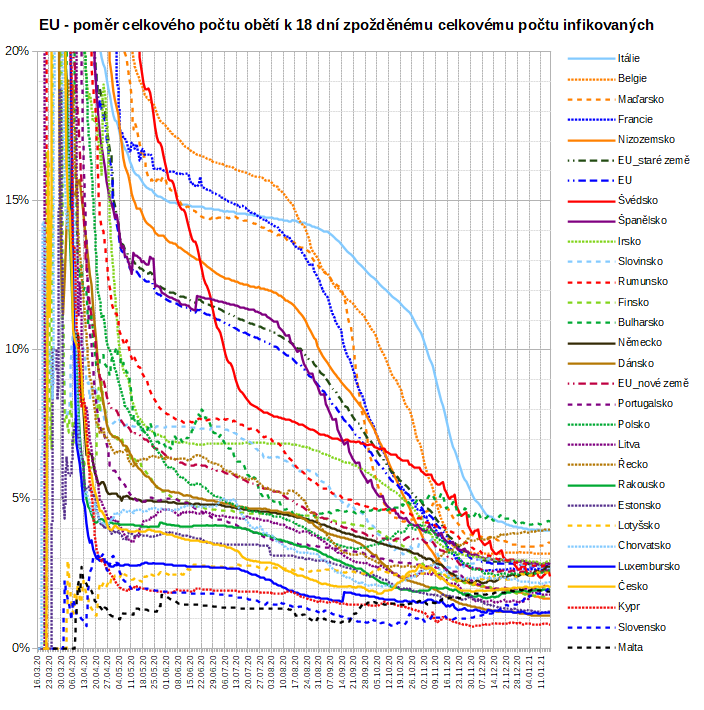 EU - poměr celkového počtu obětí k 18 dní zpožděnému celkovému počtu infikovaných
20%
15%
10%
5%
0%
16.03.20
23.03.20
30.03.20
06.04.20
13.04.20
20.04.20
27.04.20
04.05.20
11.05.20
18.05.20
25.05.20
01.06.20
08.06.20
15.06.20
22.06.20
29.06.20
06.07.20
13.07.20
20.07.20
27.07.20
03.08.20
10.08.20
17.08.20
24.08.20
31.08.20
07.09.20
14.09.20
21.09.20
28.09.20
05.10.20
12.10.20
19.10.20
26.10.20
02.11.20
09.11.20
16.11.20
23.11.20
30.11.20
07.12.20
14.12.20
21.12.20
28.12.20
04.01.21
11.01.21
Itálie
Belgie
Maďarsko
Francie
Nizozemsko
EU_staré země
EU
Švédsko
Španělsko
Irsko
Slovinsko
Rumunsko
Finsko
Bulharsko
Německo
Dánsko
EU_nové země
Portugalsko
Polsko
Litva
Řecko
Rakousko
Estonsko
Lotyšsko
Chorvatsko
Luxembursko
Česko
Kypr
Slovensko
Malta